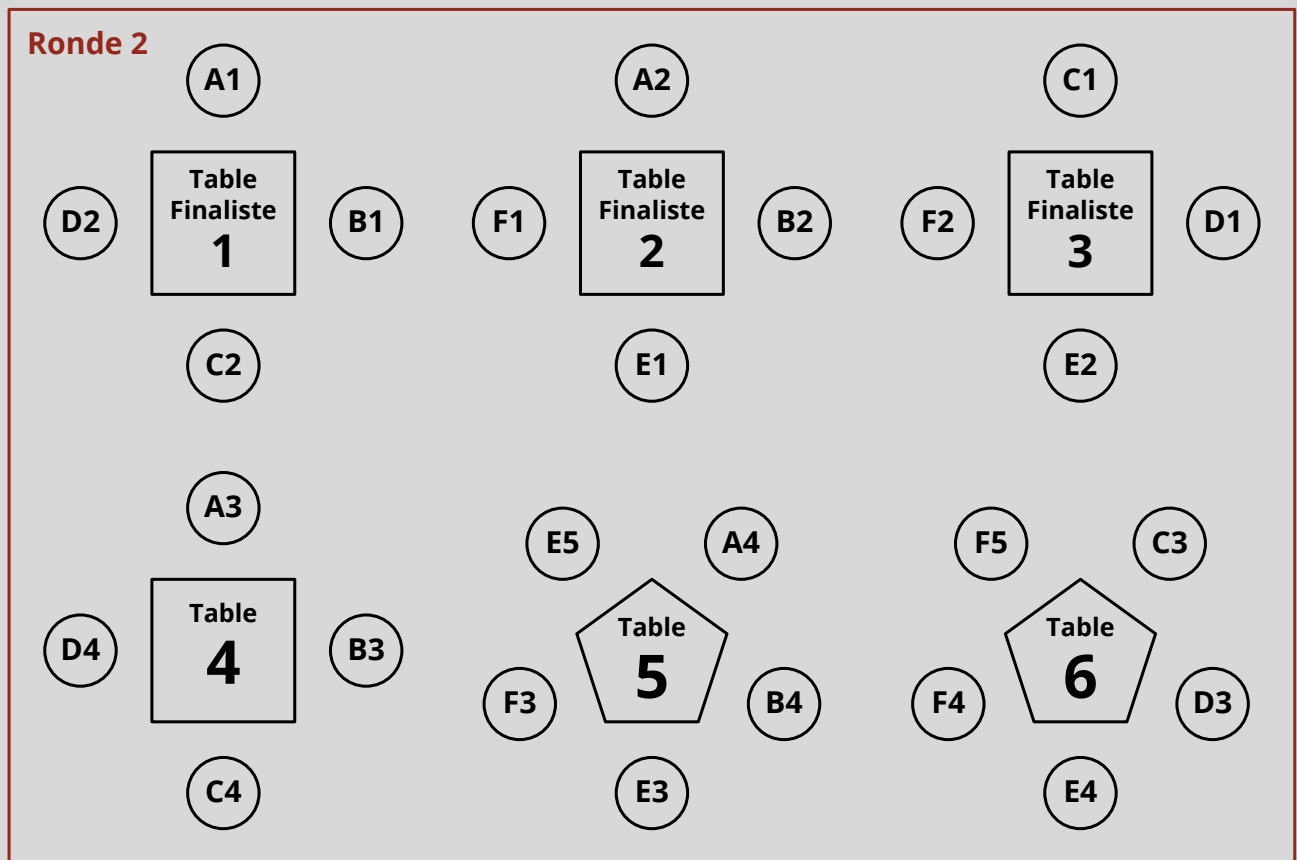 Ronde 2
A1
A2
C1
Table
Finaliste
1
D2
B1
Table
Finaliste
2
F1
B2
Table
Finaliste
3
F2
D1
C2
E1
E2
A3
E5
A4
F5
C3
Table
4
D4
B3
Table
5
F3
B4
Table
6
F4
D3
C4
E3
E4